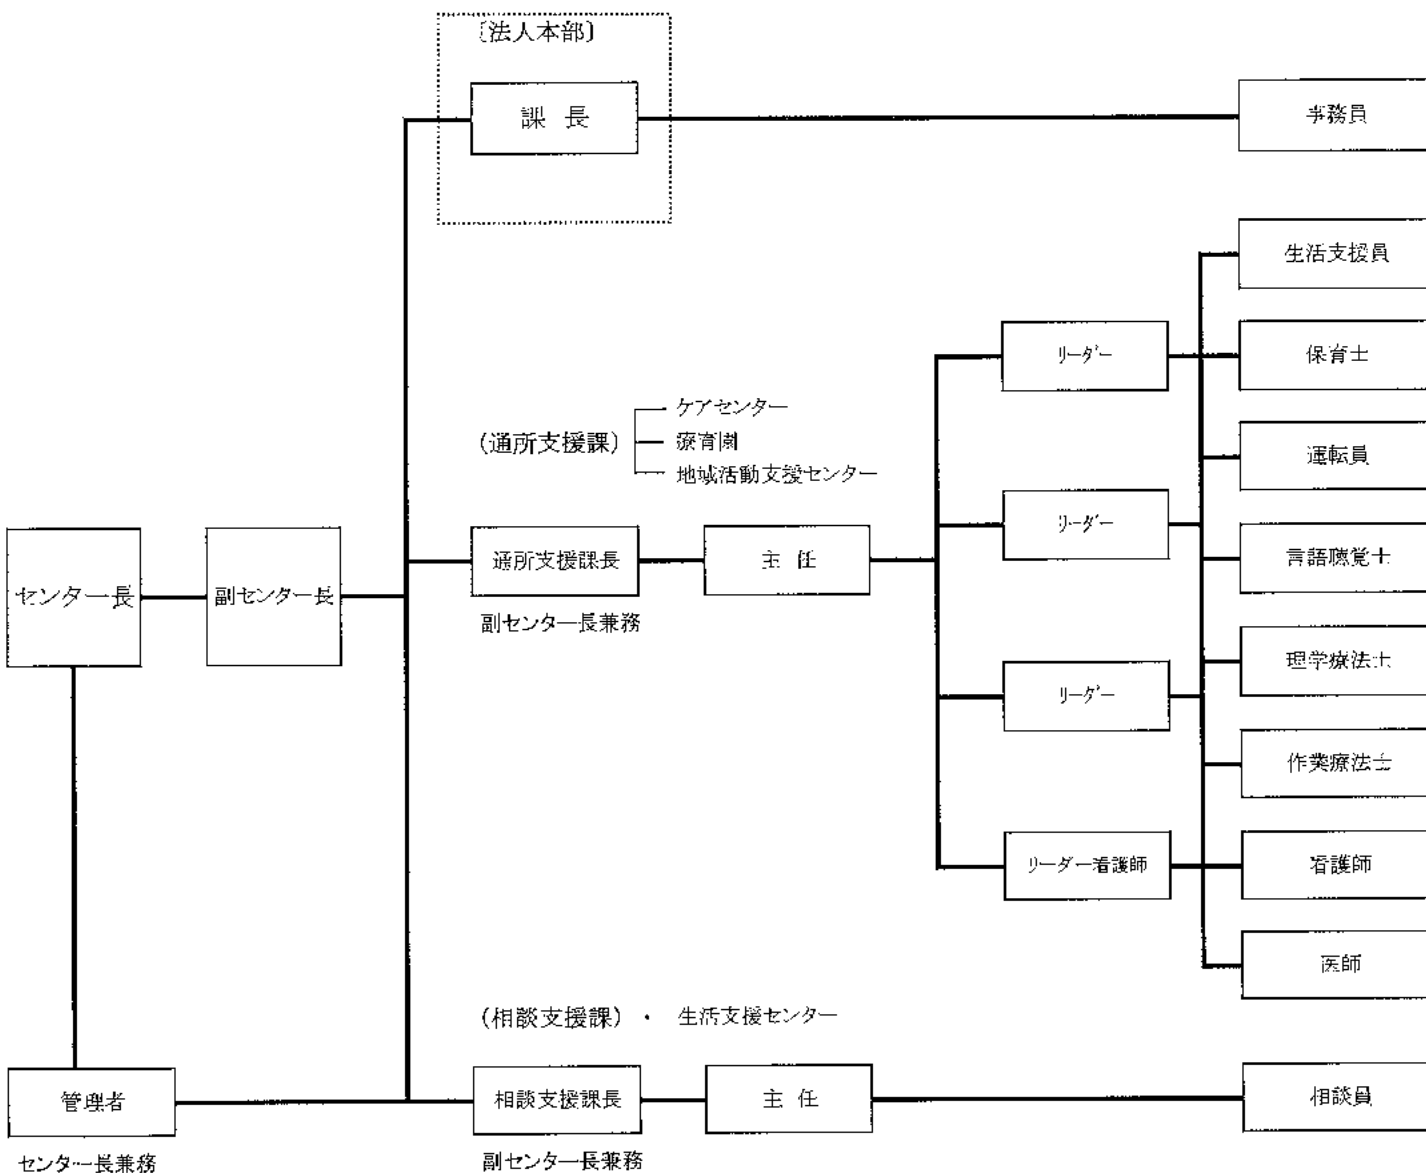 〔法人本部〕
課 長
事務員
生活支援員
リーダー
保育士
ケアセンター
(通所支援課)
療育園
運転員
地域活動支援センター
リーダー
通所支援課長
主 任
言語聴覚士
センター長
副センター長
副センター長兼務
理学療法士
リーダー
作業療法士
リーダー看護師
看護師
医師
(相談支援課) ・ 生活支援センター
管理者
相談支援課長
主 任
相談員
センター長兼務
副センター長兼務